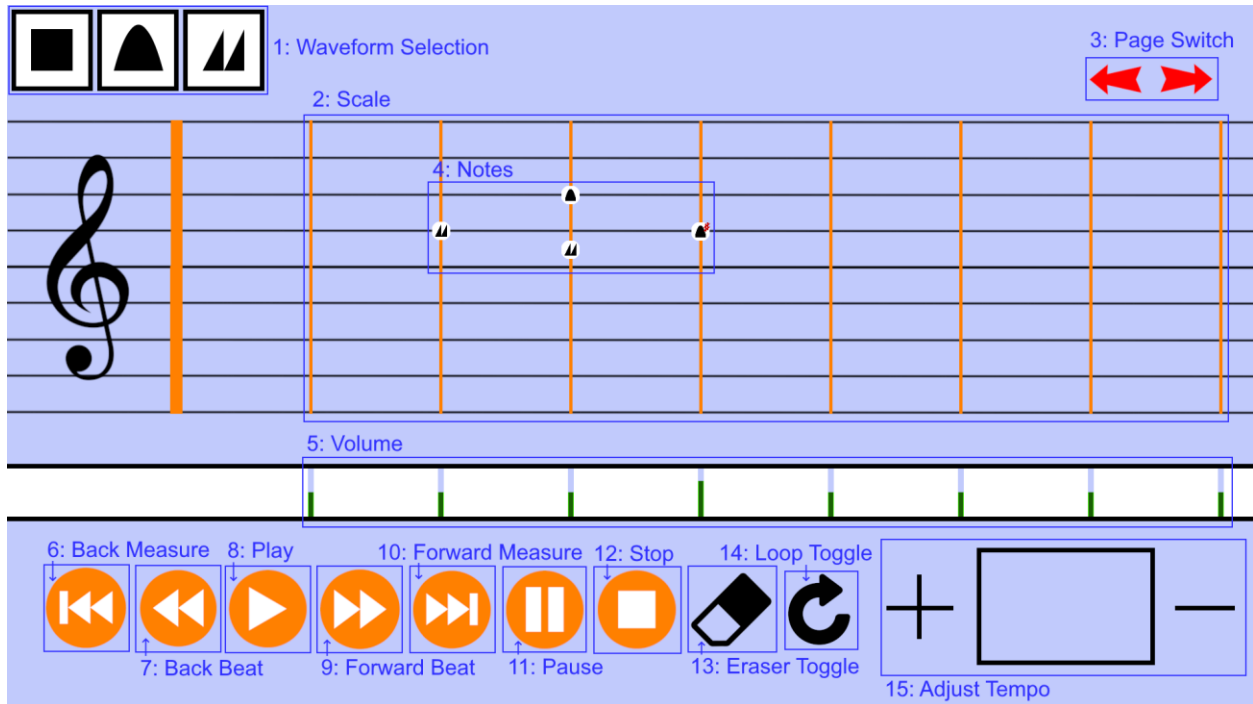 1: Waveform Selection
3: Page Switch
2: Scale
4: Notes
5: Volume
6: Back Measure
8: Play
10: Forward Measure
12: Stop
14: Loop Toggle
7: Back Beat
9: Forward Beat
11: Pause
13: Eraser Toggle
15: Adjust Tempo